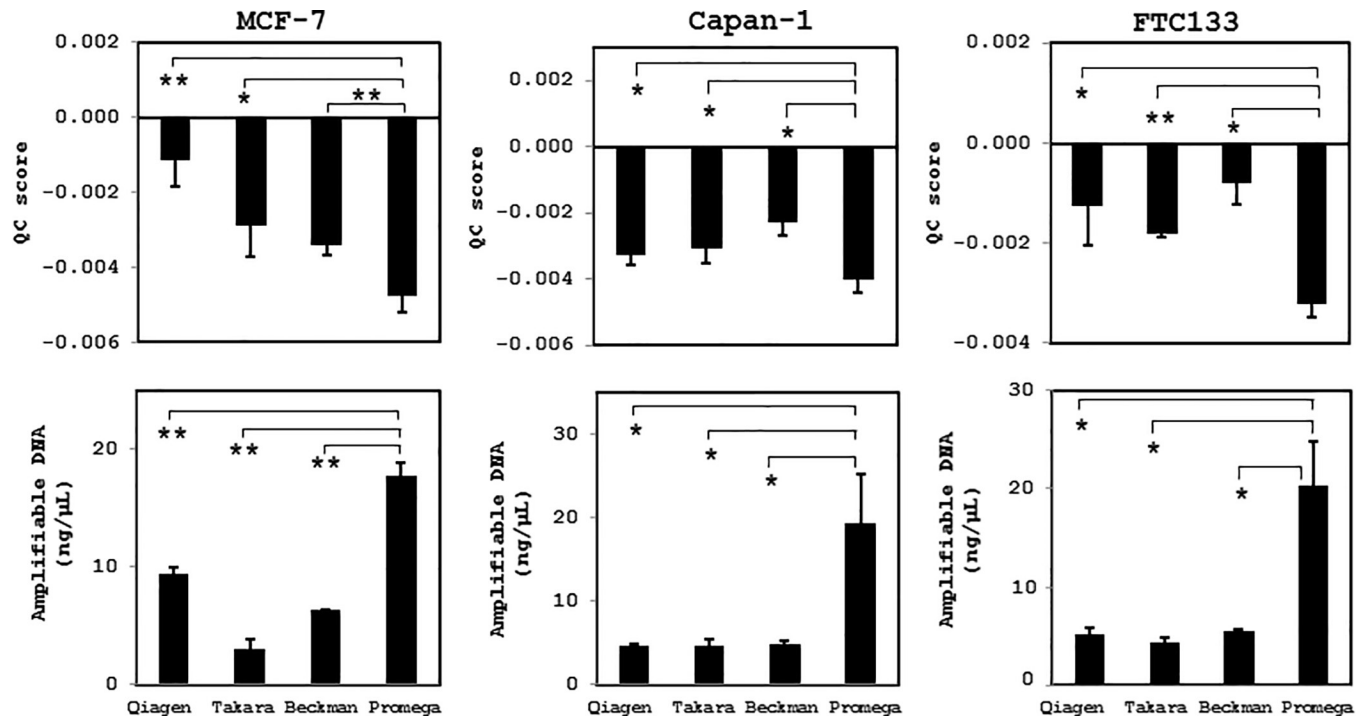 MCF-7
Capan-1
FTC133
0.002
0.000
-0.002
-0.004
-0.006
QC score
**
*
**
0.002
0.000
-0.002
-0.004
-0.006
QC score
*
*
*
0.002
0.000
-0.002
-0.004
QC score
*
**
*
20
10
0
Amplifiable DNA
(ng/µL)
**
**
**
Qiagen Takara Beckman Promega
30
20
10
0
Amplifiable DNA
(ng/µL)
*
*
*
Qiagen Takara Beckman Promega
30
20
10
0
Amplifiable DNA
(ng/µL)
*
*
*
Qiagen Takara Beckman Promega